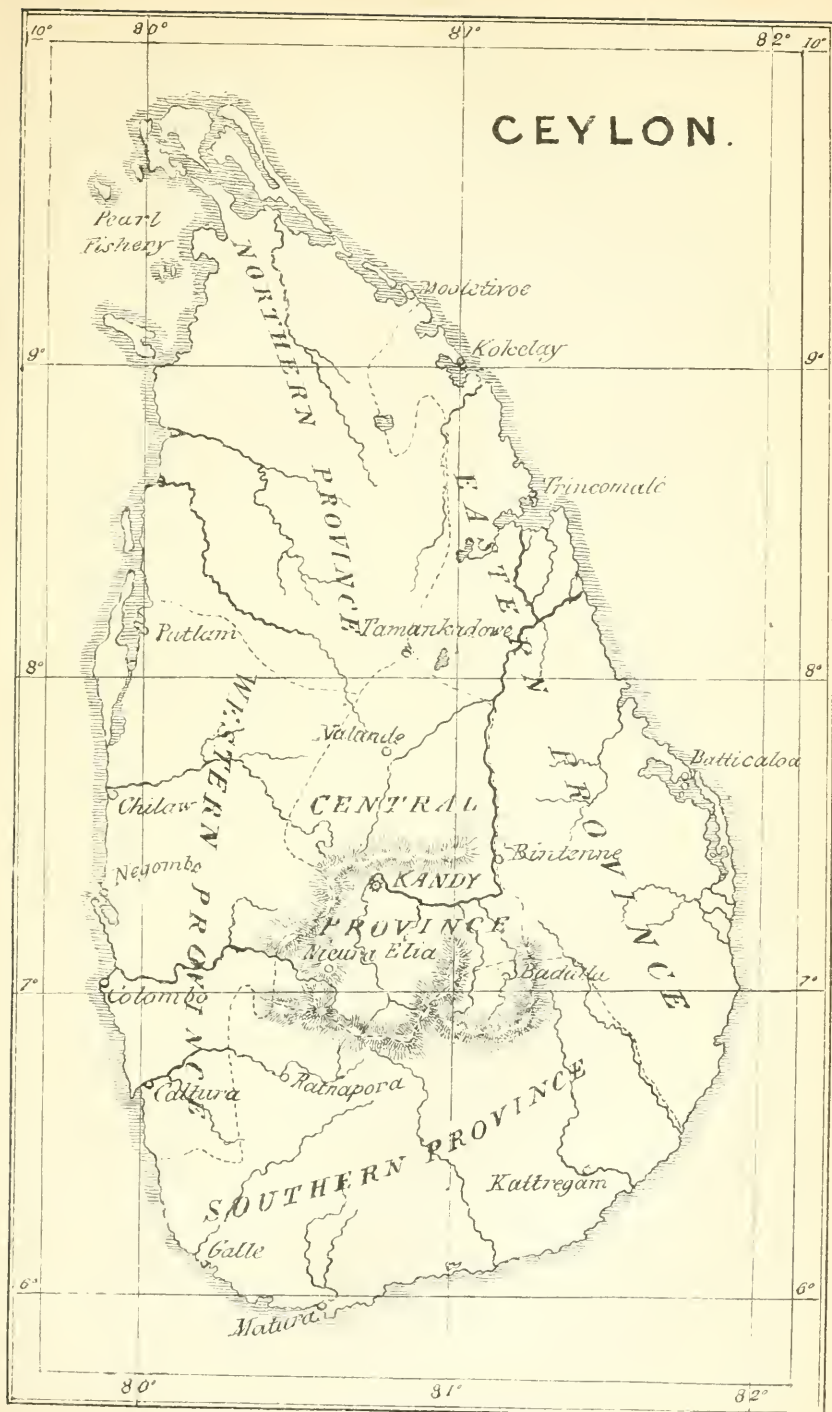 10° 80° 81° 82° 10°
CEYLON.
Pearl
Fishery
NORTHERN PROVINCE
Mooletivoe
9° Kokelay 9°
EASTERN PROVINCE
Trincomalé
Putlam
Tamankadowe
8° 8°
WESTERN PROVINCE
Nalande
Batticaloa
Chilaw
CENTRAL
Bintenne
Negombo
KANDY
PROVINCE
Nieura Elia
Badulla
7° 7°
Colombo
Caltura
Ratnapora
SOUTHERN PROVINCE
Kattregam
Galle
6° 6°
Matura
80° 81° 82°